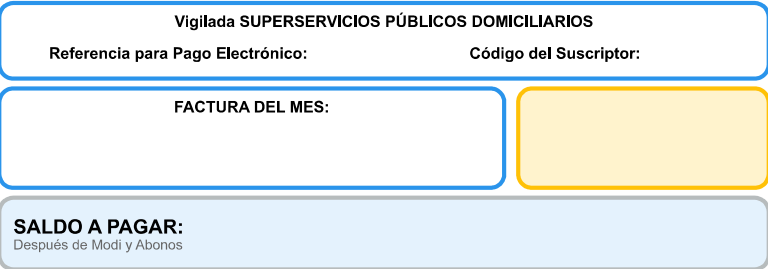 Vigilada SUPERSERVICIOS PÚBLICOS DOMICILIARIOS
Referencia para Pago Electrónico: Código del Suscriptor:
FACTURA DEL MES:
SALDO A PAGAR:
Después de Modi y Abonos